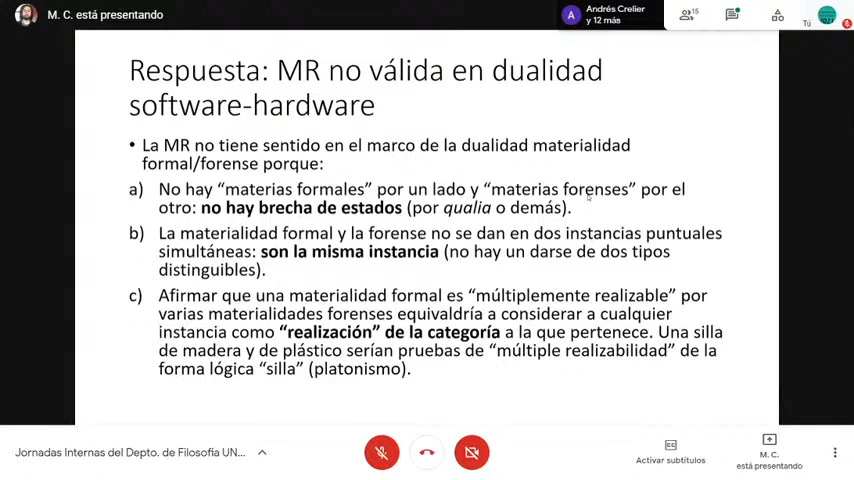 M. C. está presentando
A
Andrés Crelier
y 12 más
15
Tú
2021
Respuesta: MR no válida en dualidad
software-hardware
• La MR no tiene sentido en el marco de la dualidad materialidad
formal/forense porque:
a) No hay “materias formales” por un lado y “materias forenses” por el
otro: no hay brecha de estados (por qualia o demás).
b) La materialidad formal y la forense no se dan en dos instancias puntuales
simultáneas: son la misma instancia (no hay un darse de dos tipos
distinguibles).
c) Afirmar que una materialidad formal es “múltiplemente realizable” por
varias materialidades forenses equivaldría a considerar a cualquier
instancia como “realización” de la categoría a la que pertenece. Una silla
de madera y de plástico serían pruebas de “múltiple realizabilidad” de la
forma lógica “silla” (platonismo).
Jornadas Internas del Depto. de Filosofía UN...
CC
Activar subtítulos
M. C.
está presentando